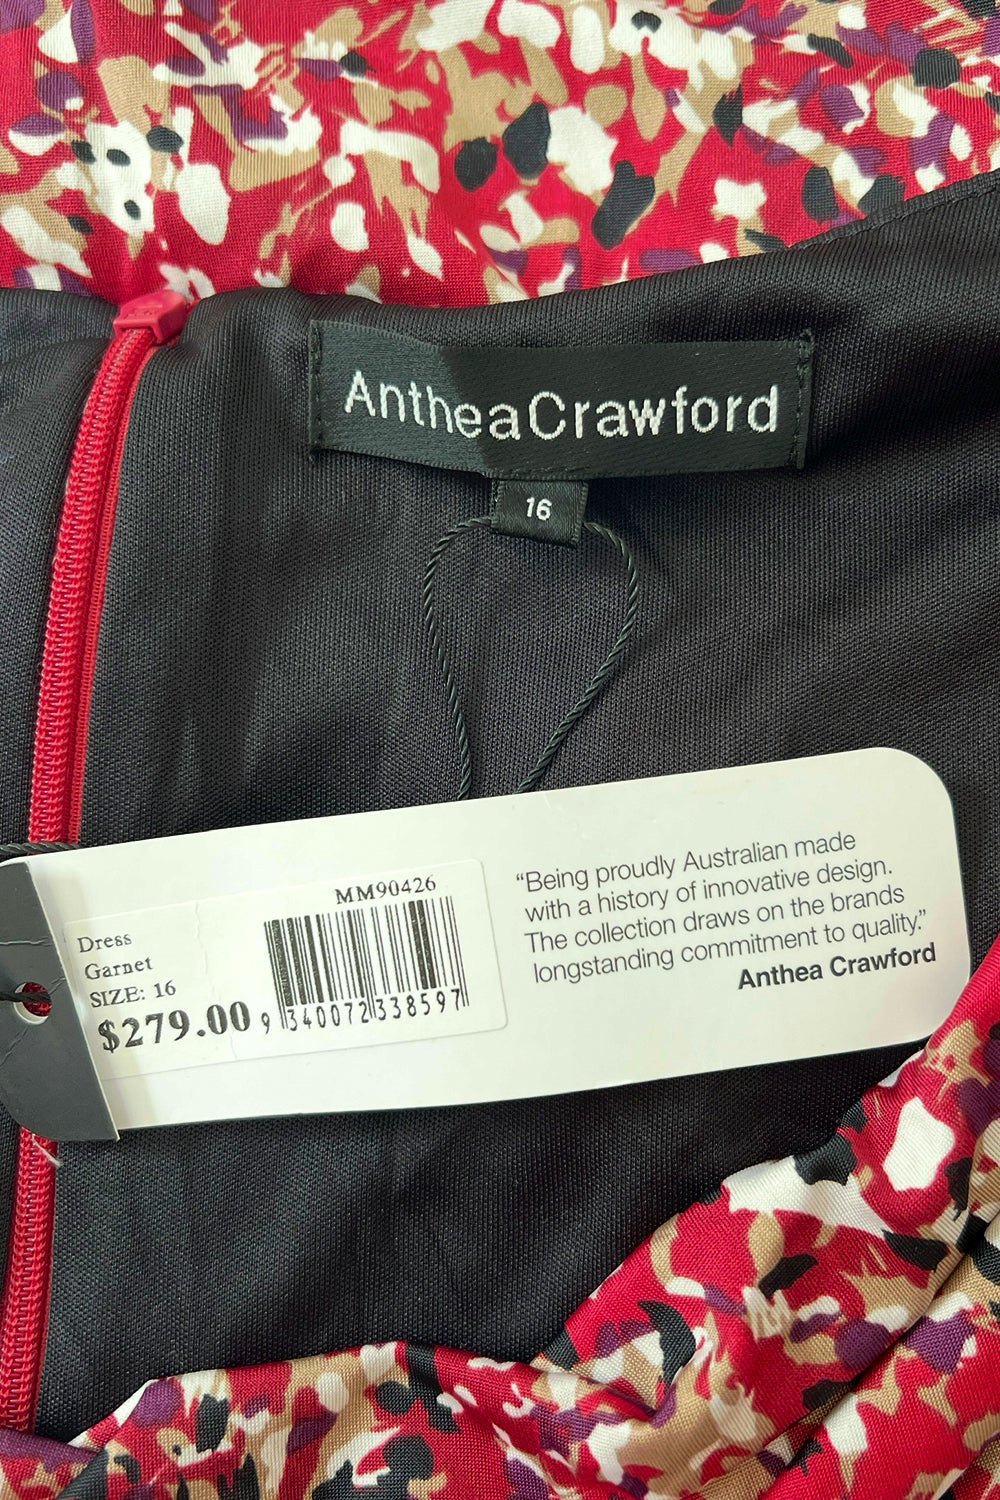 AntheaCrawford
16
MM90426
Dress
Garnet
SIZE: 16
$279.00
9 340072 338597
“Being proudly Australian made
with a history of innovative design.
The collection draws on the brands
longstanding commitment to quality.”
Anthea Crawford